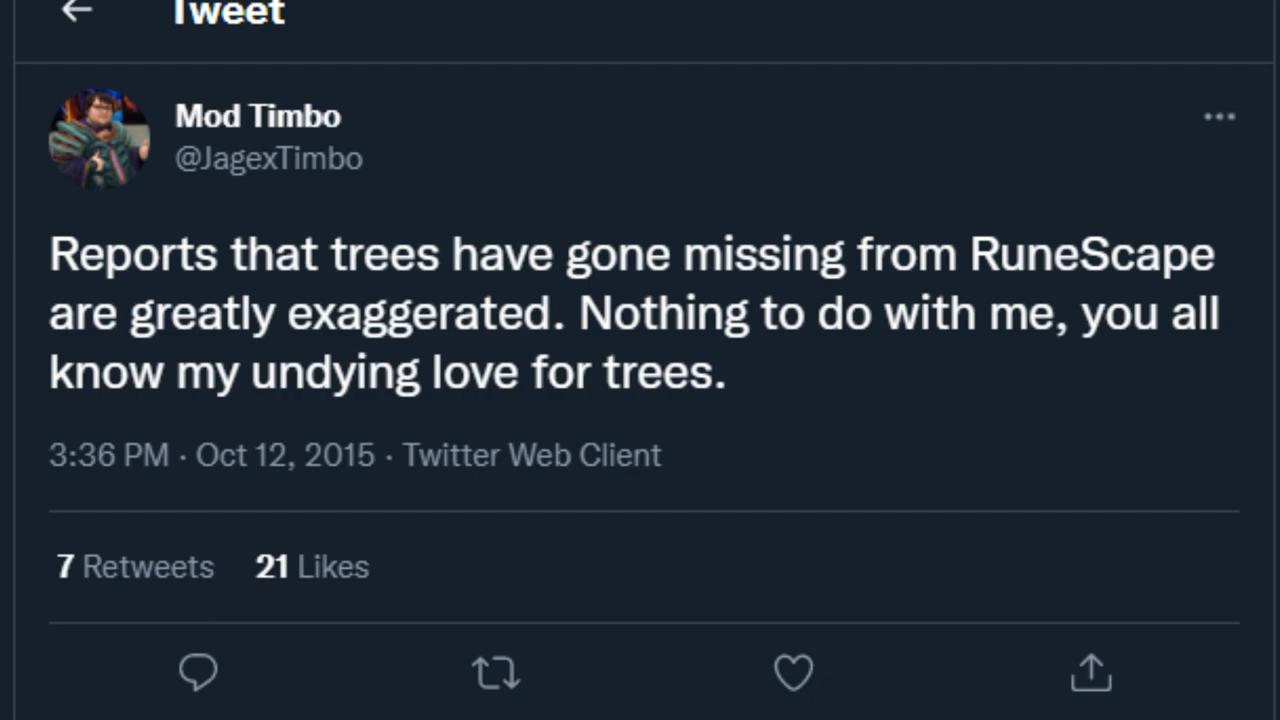 Tweet
Mod Timbo
@JagexTimbo
Reports that trees have gone missing from RuneScape
are greatly exaggerated. Nothing to do with me, you all
know my undying love for trees.
3:36 PM · Oct 12, 2015 · Twitter Web Client
7 Retweets 21 Likes